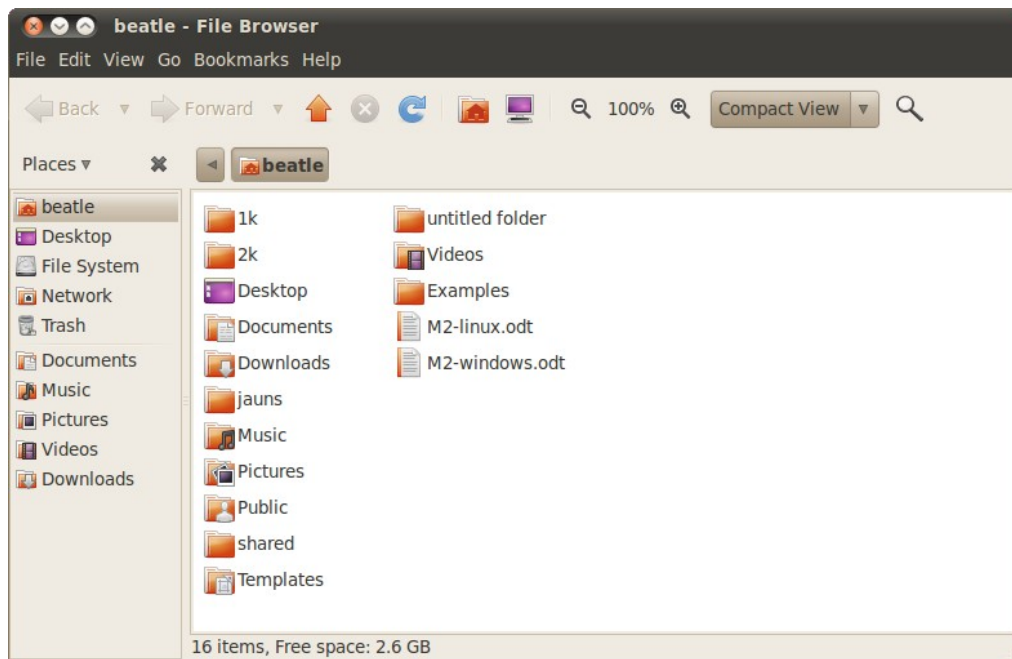 beatle - File Browser
File Edit View Go Bookmarks Help
Back Forward 100% Compact View
Places beatle
beatle
Desktop
File System
Network
Trash
Documents
Music
Pictures
Videos
Downloads
1k
2k
Desktop
Documents
Downloads
jauns
Music
Pictures
Public
shared
Templates
untitled folder
Videos
Examples
M2-linux.odt
M2-windows.odt
16 items, Free space: 2.6 GB